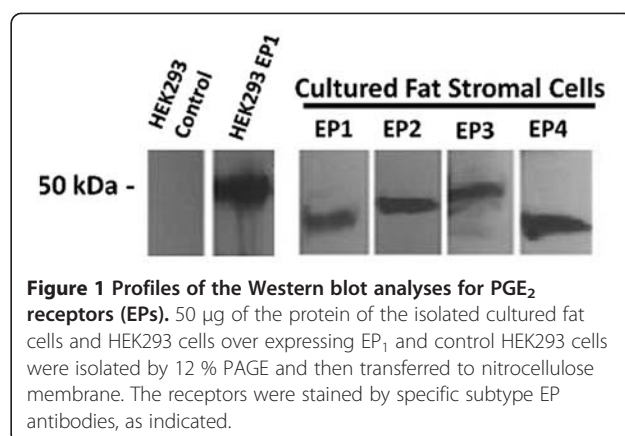 HEK293
Control
HEK293 EP1
Cultured Fat Stromal Cells
EP1 EP2 EP3 EP4
50 kDa -
Figure 1 Profiles of the Western blot analyses for PGE₂
receptors (EPs). 50 μg of the protein of the isolated cultured fat
cells and HEK293 cells over expressing EP₁ and control HEK293 cells
were isolated by 12 % PAGE and then transferred to nitrocellulose
membrane. The receptors were stained by specific subtype EP
antibodies, as indicated.